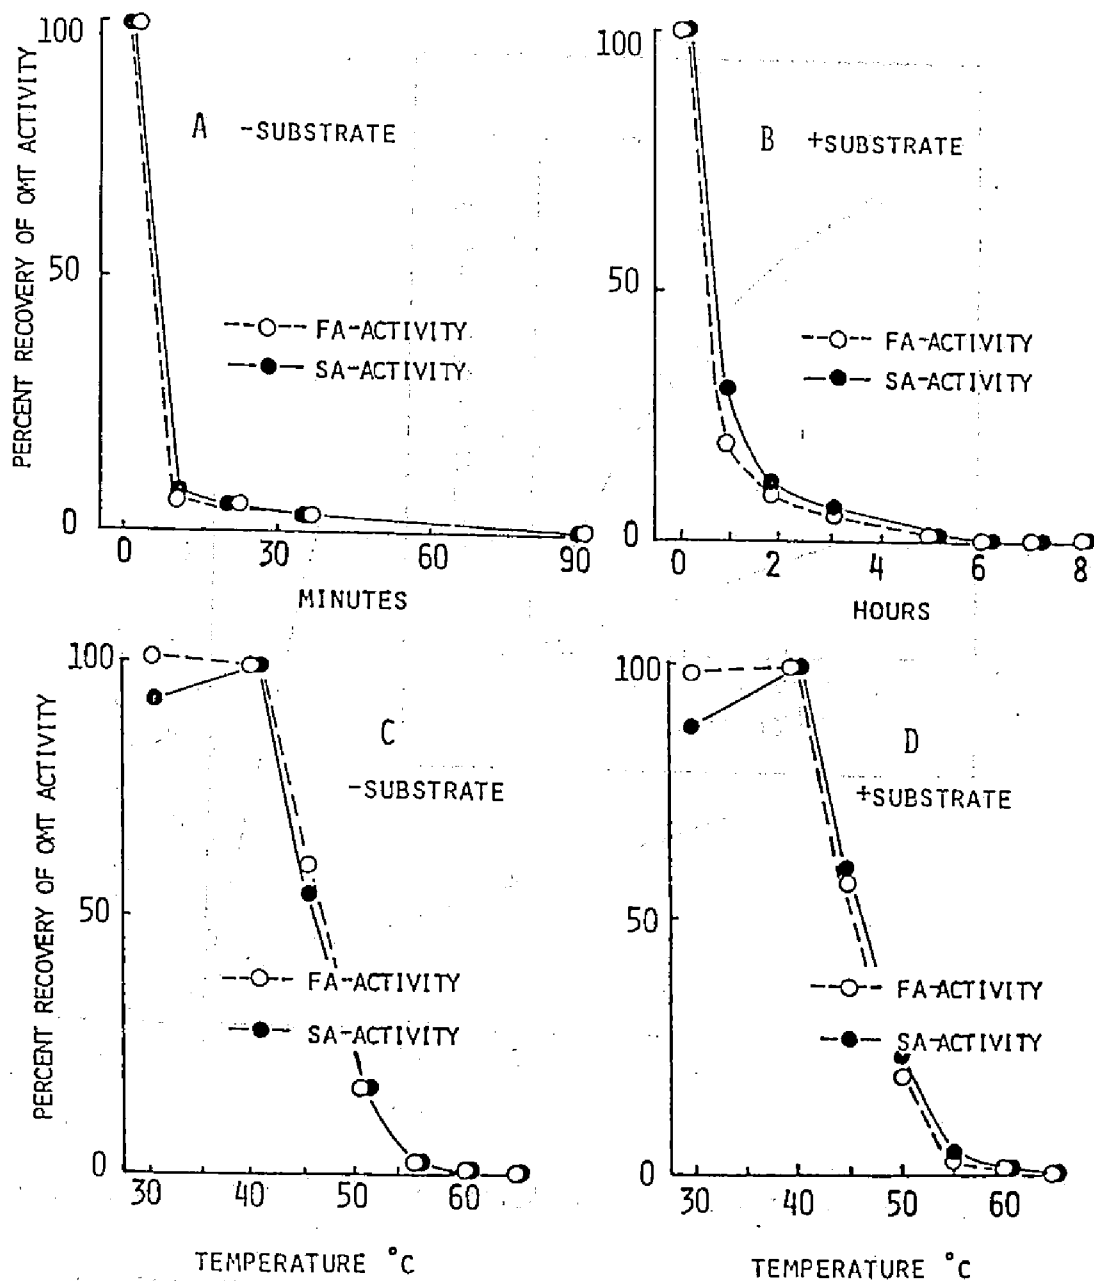 PERCENT RECOVERY OF OMT ACTIVITY
100
50
0
A -SUBSTRATE
FA-ACTIVITY
SA-ACTIVITY
0 30 60 90
MINUTES
100
50
0
B +SUBSTRATE
FA-ACTIVITY
SA-ACTIVITY
0 2 4 6 8
HOURS
PERCENT RECOVERY OF OMT ACTIVITY
100
50
0
C
-SUBSTRATE
FA-ACTIVITY
SA-ACTIVITY
30 40 50 60
TEMPERATURE °C
100
50
0
D
+SUBSTRATE
FA-ACTIVITY
SA-ACTIVITY
30 40 50 60
TEMPERATURE °C